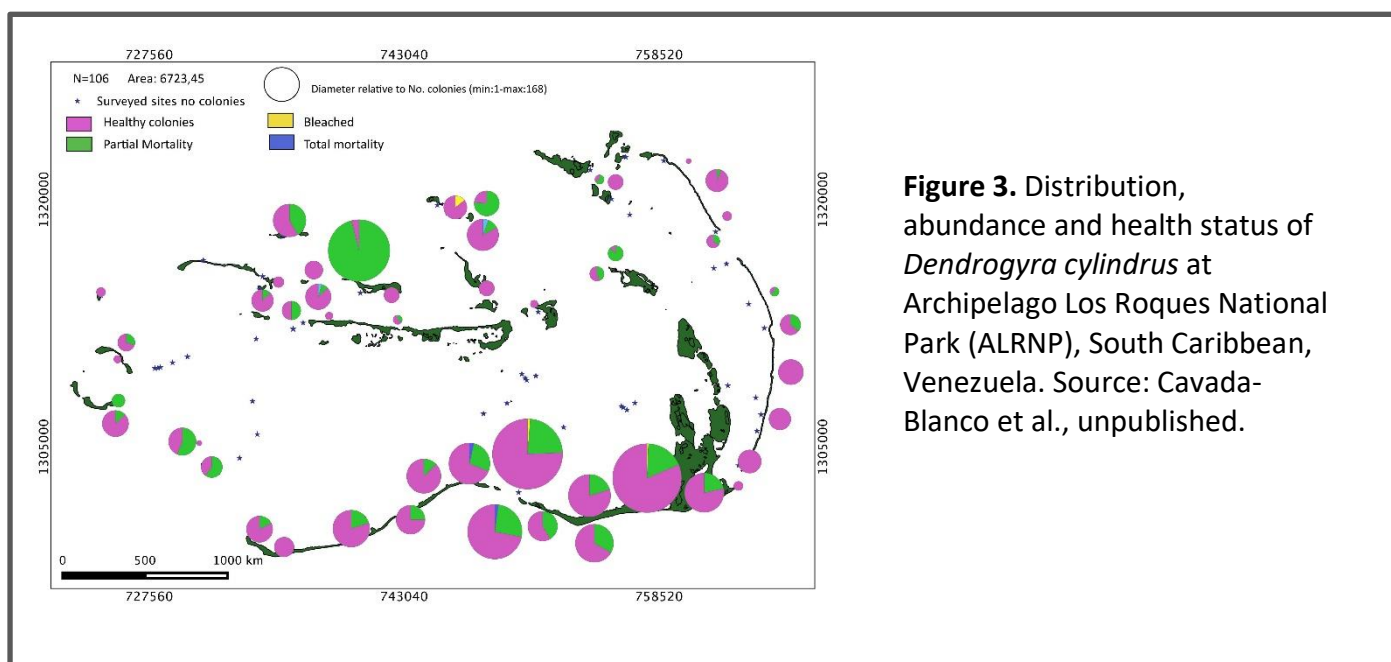 727560 743040 758520
N=106 Area: 6723,45
Diameter relative to No. colonies (min:1-max:168)
Surveyed sites no colonies
Healthy colonies Bleached
Partial Mortality Total mortality
1320000 1320000
1305000 1305000
0 500 1000 km
727560 743040 758520
Figure 3. Distribution,
abundance and health status of
Dendrogyra cylindrus at
Archipelago Los Roques National
Park (ALRNP), South Caribbean,
Venezuela. Source: Cavada-
Blanco et al., unpublished.